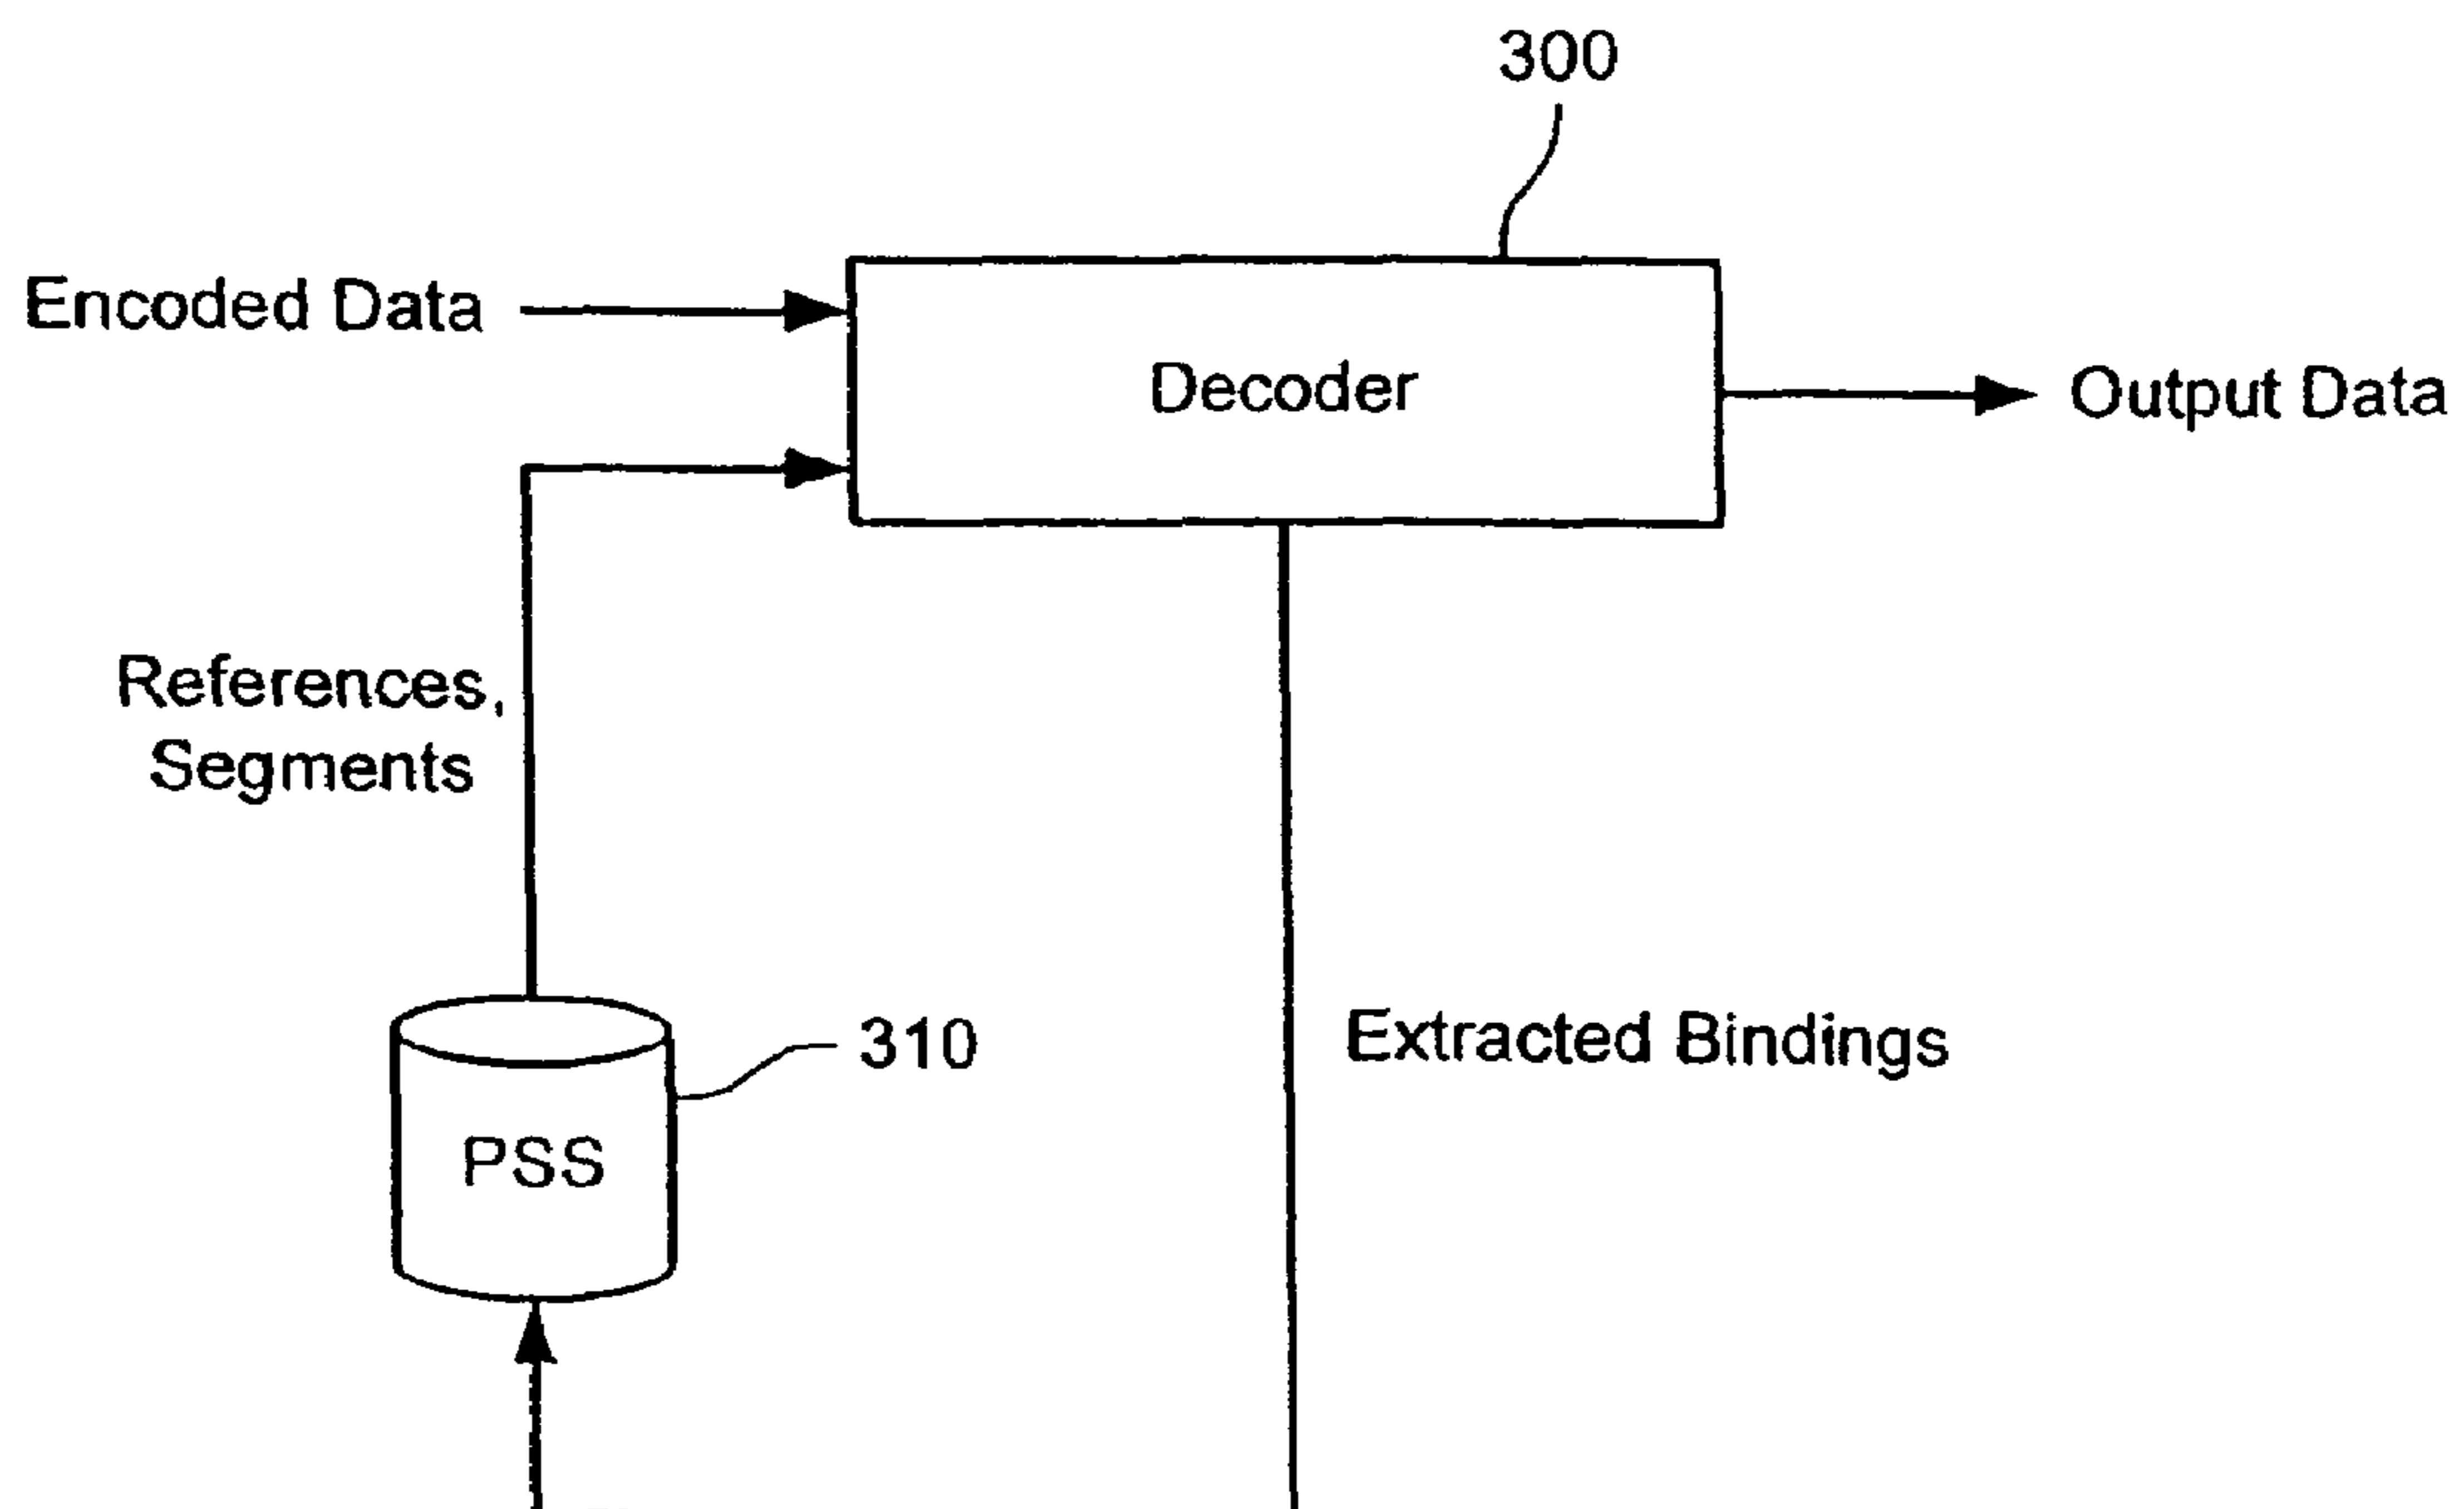 300
Encoded Data
Decoder
Output Data
References,
Segments
310
Extracted Bindings
PSS